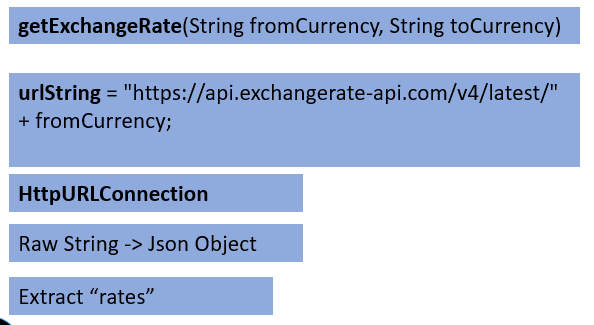 getExchangeRate(String fromCurrency, String toCurrency)
urlString = "https://api.exchangerate-api.com/v4/latest/"
+ fromCurrency;
HttpURLConnection
Raw String -> Json Object
Extract “rates”